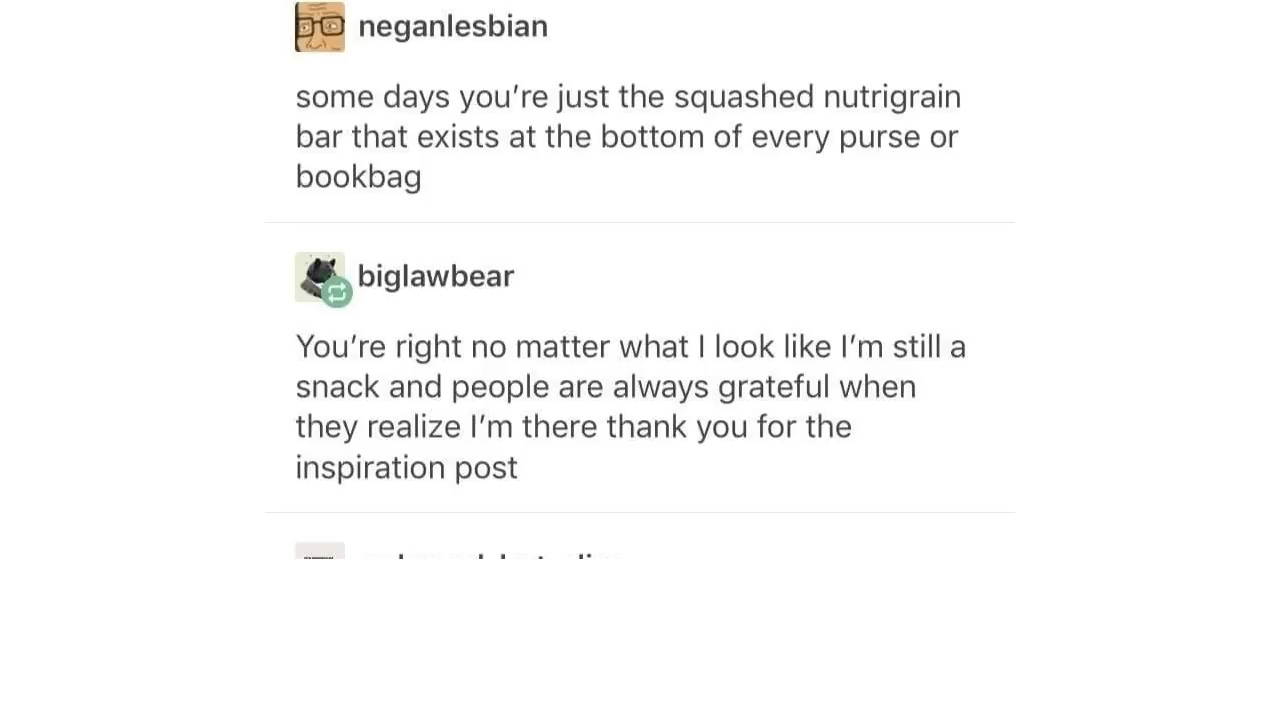 neganlesbian
some days you're just the squashed nutrigrain
bar that exists at the bottom of every purse or
bookbag
biglawbear
You're right no matter what I look like I'm still a
snack and people are always grateful when
they realize I'm there thank you for the
inspiration post